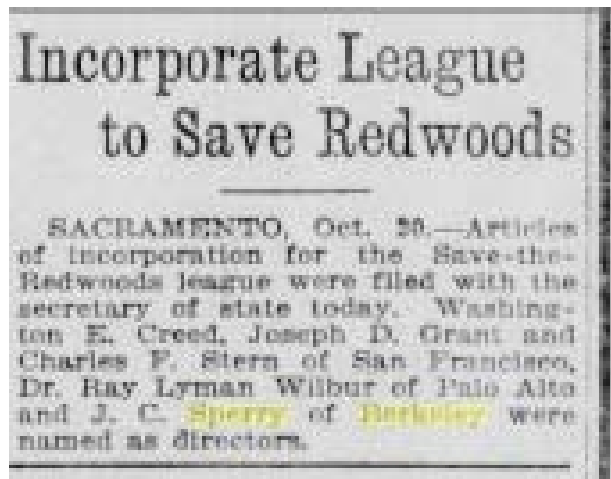 Incorporate League
to Save Redwoods
SACRAMENTO, Oct. 20.—Articles
of incorporation for the Save-the-
Redwoods league were filed with the
secretary of state today. Washing-
ton E. Creed, Joseph D. Grant and
Charles F. Stern of San Francisco,
Dr. Ray Lyman Wilbur of Palo Alto
and J. C. Sperry of Berkeley were
named as directors.